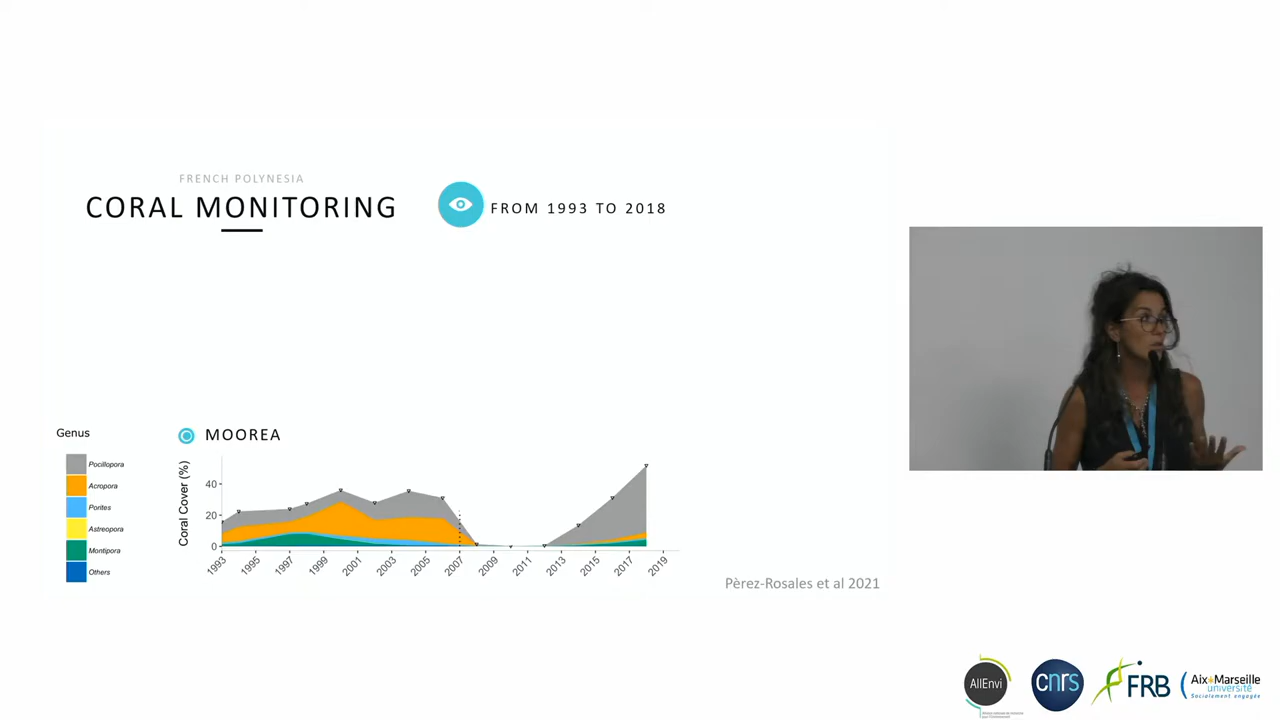 FRENCH POLYNESIA
CORAL MONITORING
FROM 1993 TO 2018
Genus
Pocillopora
Acropora
Porites
Astreopora
Montipora
Others
MOOREA
Coral Cover (%)
40
20
0
1993
1995
1997
1999
2001
2003
2005
2007
2009
2011
2013
2015
2017
2019
Pèrez-Rosales et al 2021
AllEnvi
cnrs
FRB
Aix Marseille
université
Socialement engagée